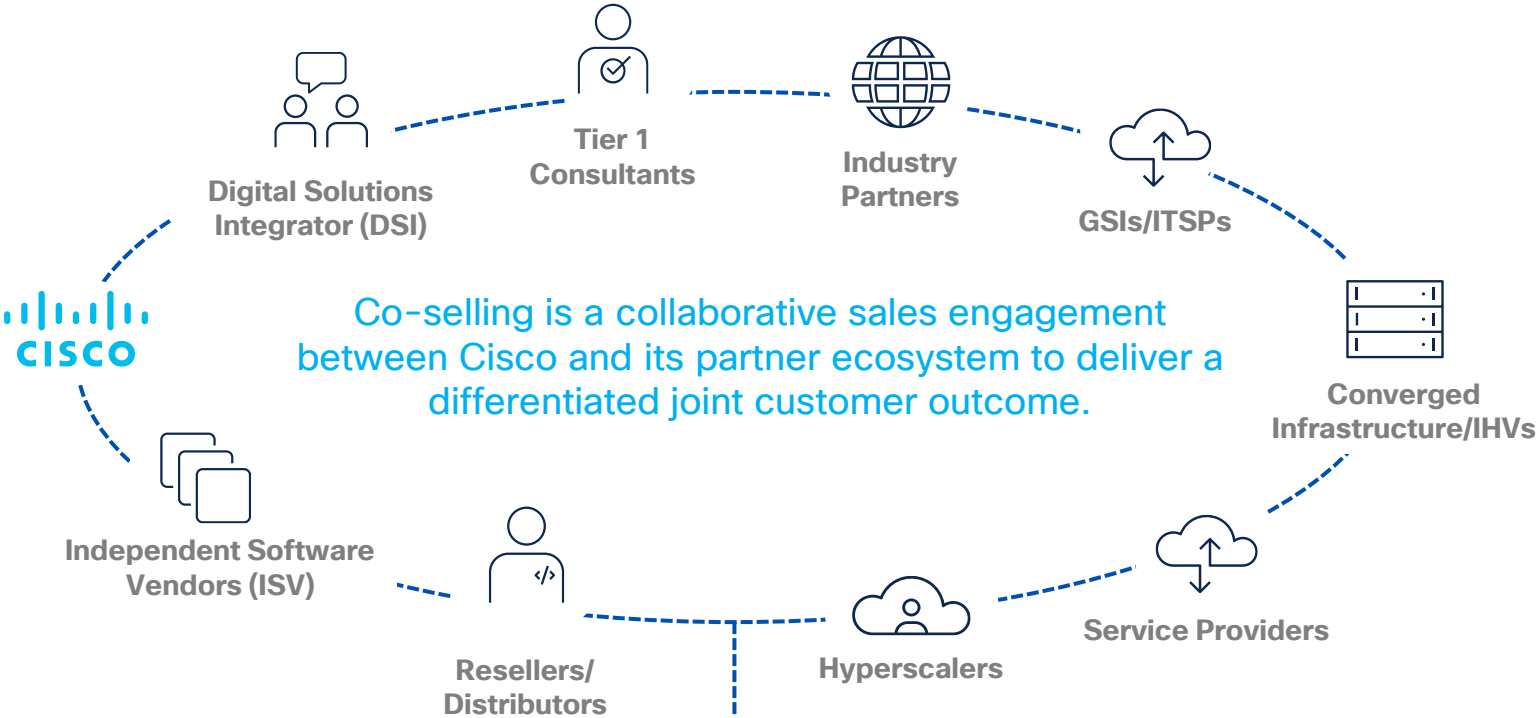 Tier 1
Consultants
Industry
Partners
Digital Solutions
Integrator (DSI)
GSIs/ITSPs
CISCO
Co-selling is a collaborative sales engagement
between Cisco and its partner ecosystem to deliver a
differentiated joint customer outcome.
Converged
Infrastructure/IHVs
Independent Software
Vendors (ISV)
</>
Resellers/
Distributors
Hyperscalers
Service Providers